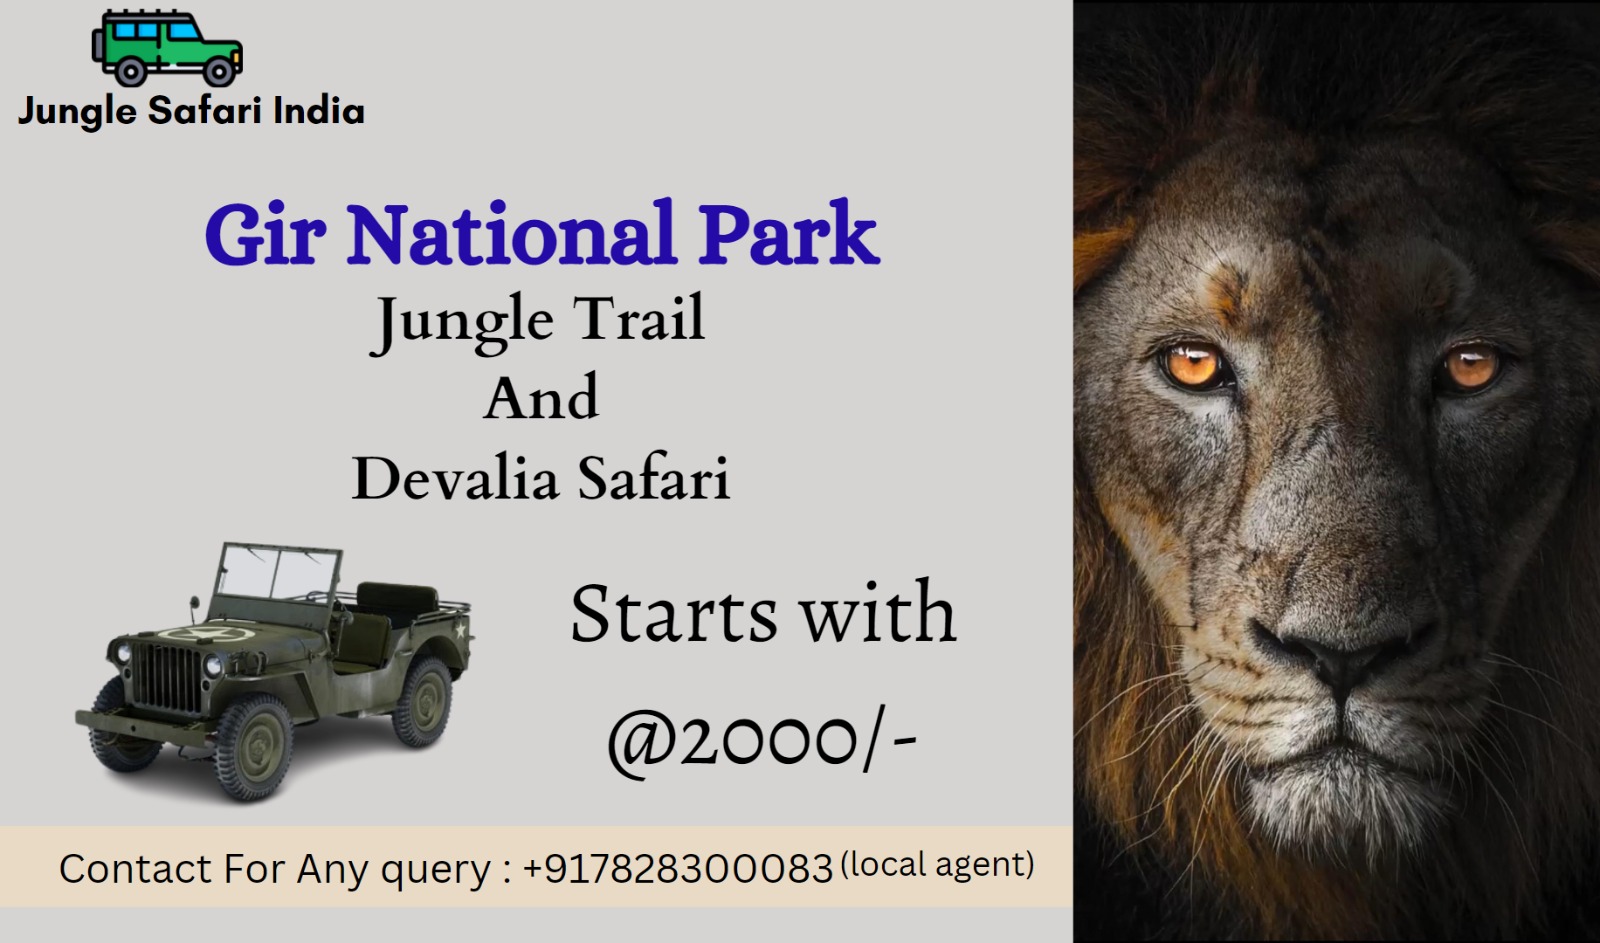 Jungle Safari India
Gir National Park
Jungle Trail
And
Devalia Safari
Starts with
@2000/-
Contact For Any query : +917828300083 (local agent)